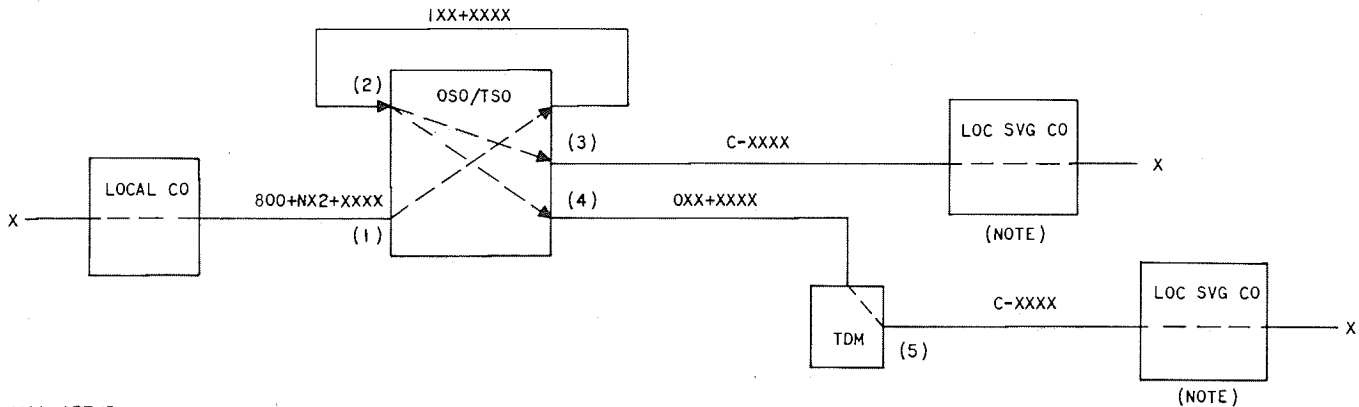 1XX+XXXX
(2)
OSO/TSO
(3)
C-XXXX
LOC SVG CO
X
(NOTE)
LOCAL CO
X
800+NX2+XXXX
(1)
(4)
0XX+XXXX
TDM
(5)
C-XXXX
LOC SVG CO
X
(NOTE)